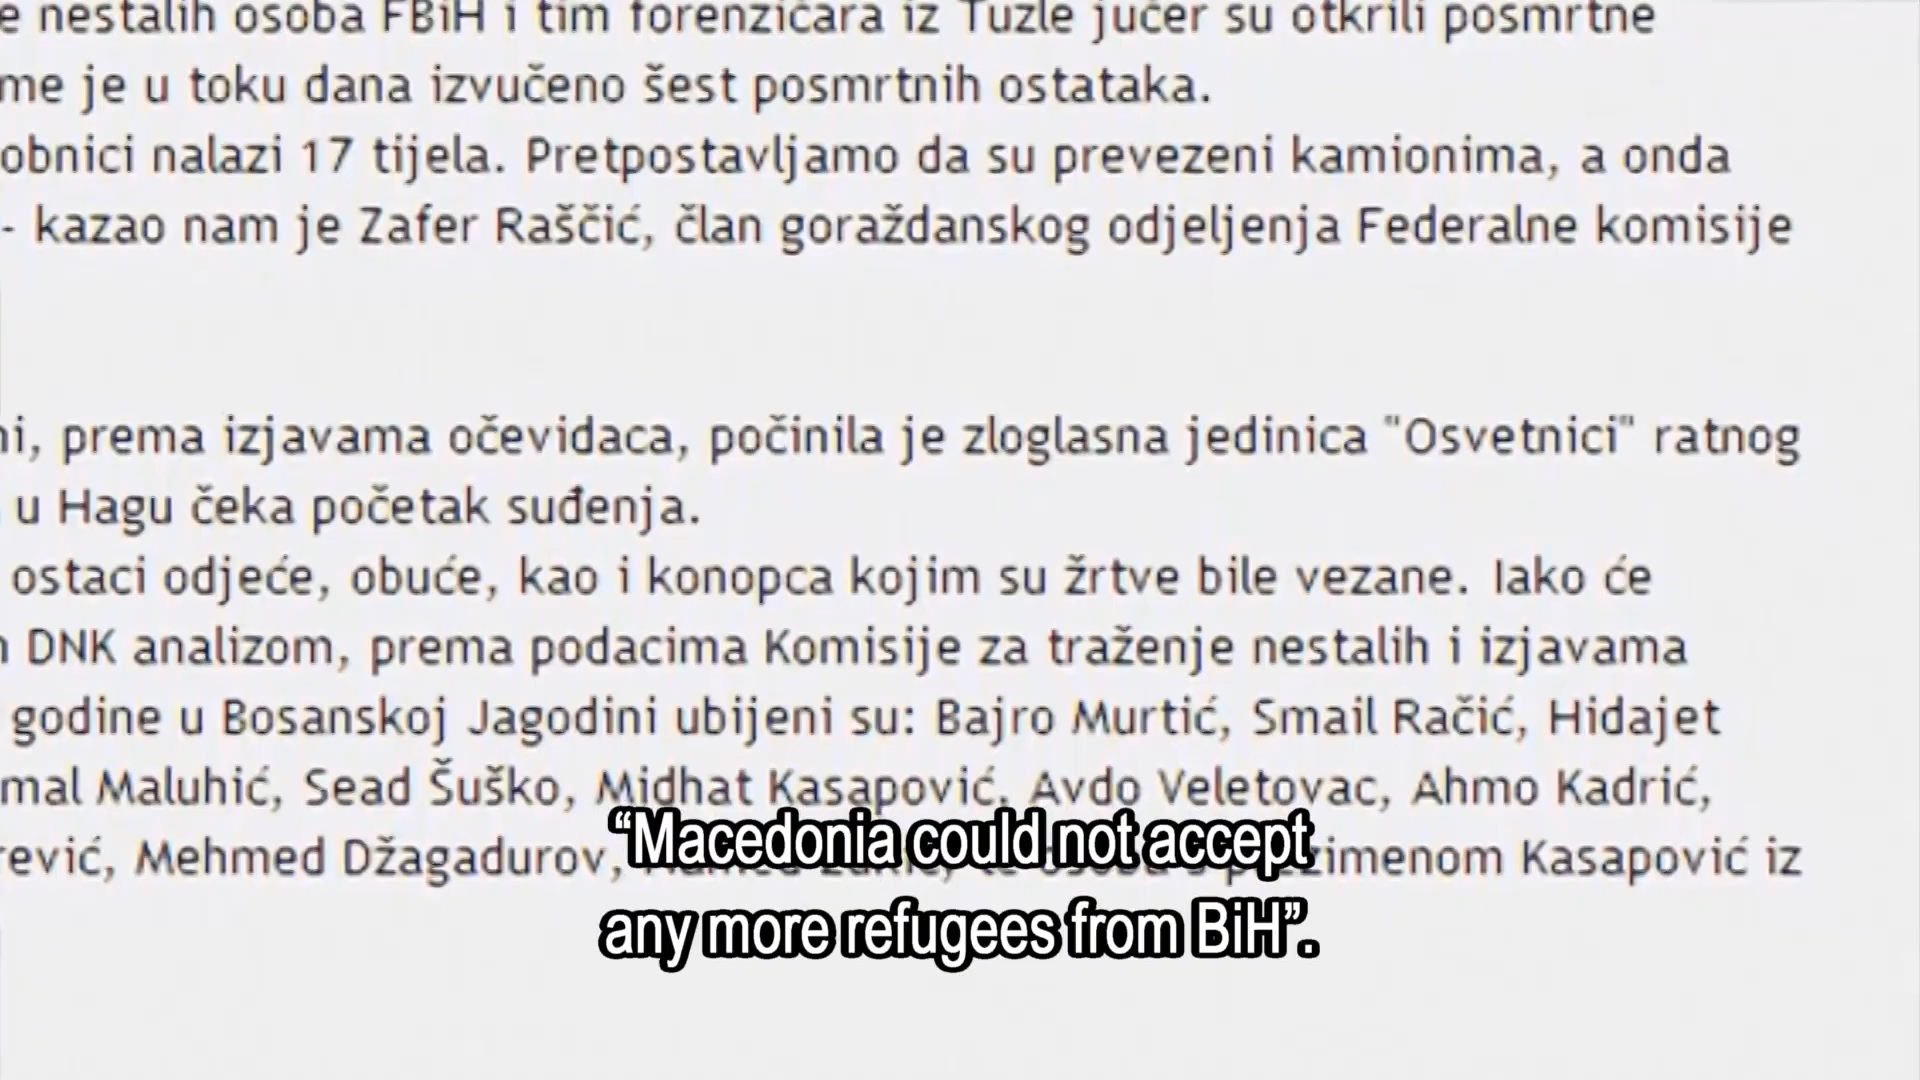 e nestalih osoba FBiH i tim forenzičara iz Tuzle jučer su otkrili posmrtne
me je u toku dana izvučeno šest posmrtnih ostataka.
obnici nalazi 17 tijela. Pretpostavljamo da su prevezeni kamionima, a onda
- kazao nam je Zafer Raščić, član goraždanskog odjeljenja Federalne komisije
ni, prema izjavama očevidaca, počinila je zloglasna jedinica "Osvetnici" ratnog
u Hagu čeka početak suđenja.
ostaci odjeće, obuće, kao i konopca kojim su žrtve bile vezane. Iako će
DNK analizom, prema podacima Komisije za traženje nestalih i izjavama
godine u Bosanskoj Jagodini ubijeni su: Bajro Murtić, Smail Račić, Hidajet
mal Maluhić, Sead Šuško, Midhat Kasapović, Avdo Veletovac, Ahmo Kadrić,
rević, Mehmed Džagadurov, zimenom Kasapović iz
“Macedonia could not accept
any more refugees from BiH”.